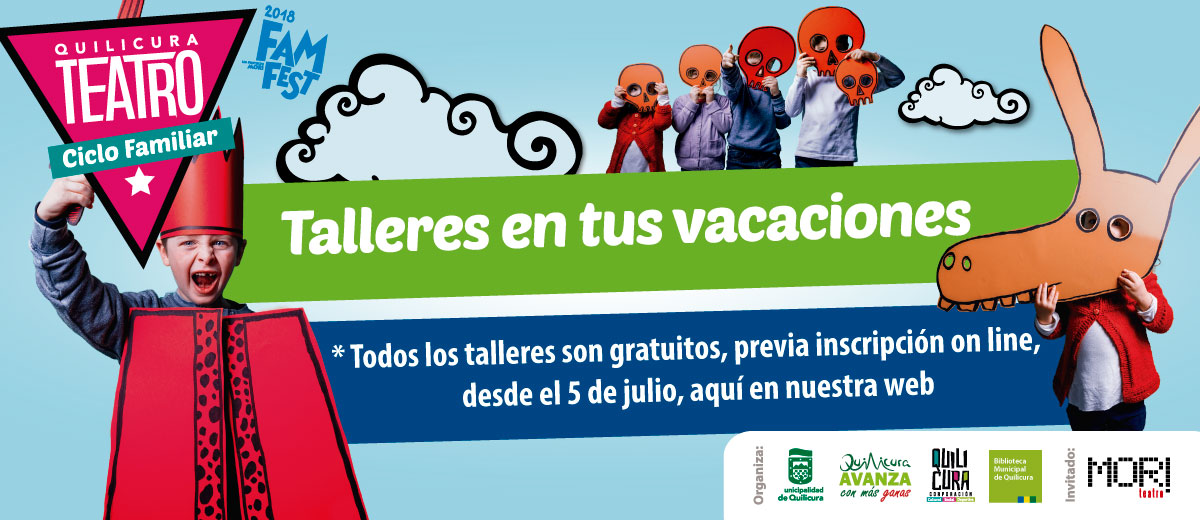 QUILICURA
TEATRO
Ciclo Familiar
2018
FAM
FEST
Talleres en tus vacaciones
* Todos los talleres son gratuitos, previa inscripción on line,
desde el 5 de julio, aquí en nuestra web
Organiza:
unicipalidad
de Quilicura
Quilicura
AVANZA
con más ganas
QUILI
CURA
CORPORACIÓN
Biblioteca
Municipal
de Quilicura
Invitado:
MORI
teatro